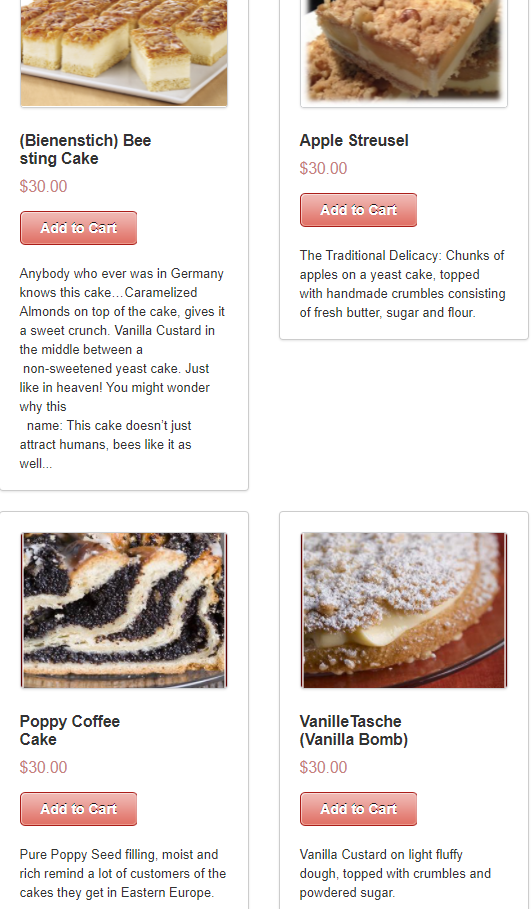 (Bienenstich) Bee
sting Cake
$30.00
Add to Cart
Anybody who ever was in Germany
knows this cake…Caramelized
Almonds on top of the cake, gives it
a sweet crunch. Vanilla Custard in
the middle between a
non-sweetened yeast cake. Just
like in heaven! You might wonder
why this
name: This cake doesn’t just
attract humans, bees like it as
well...
Apple Streusel
$30.00
Add to Cart
The Traditional Delicacy: Chunks of
apples on a yeast cake, topped
with handmade crumbles consisting
of fresh butter, sugar and flour.
Poppy Coffee
Cake
$30.00
Add to Cart
Pure Poppy Seed filling, moist and
rich remind a lot of customers of the
cakes they get in Eastern Europe.
VanilleTasche
(Vanilla Bomb)
$30.00
Add to Cart
Vanilla Custard on light fluffy
dough, topped with crumbles and
powdered sugar.